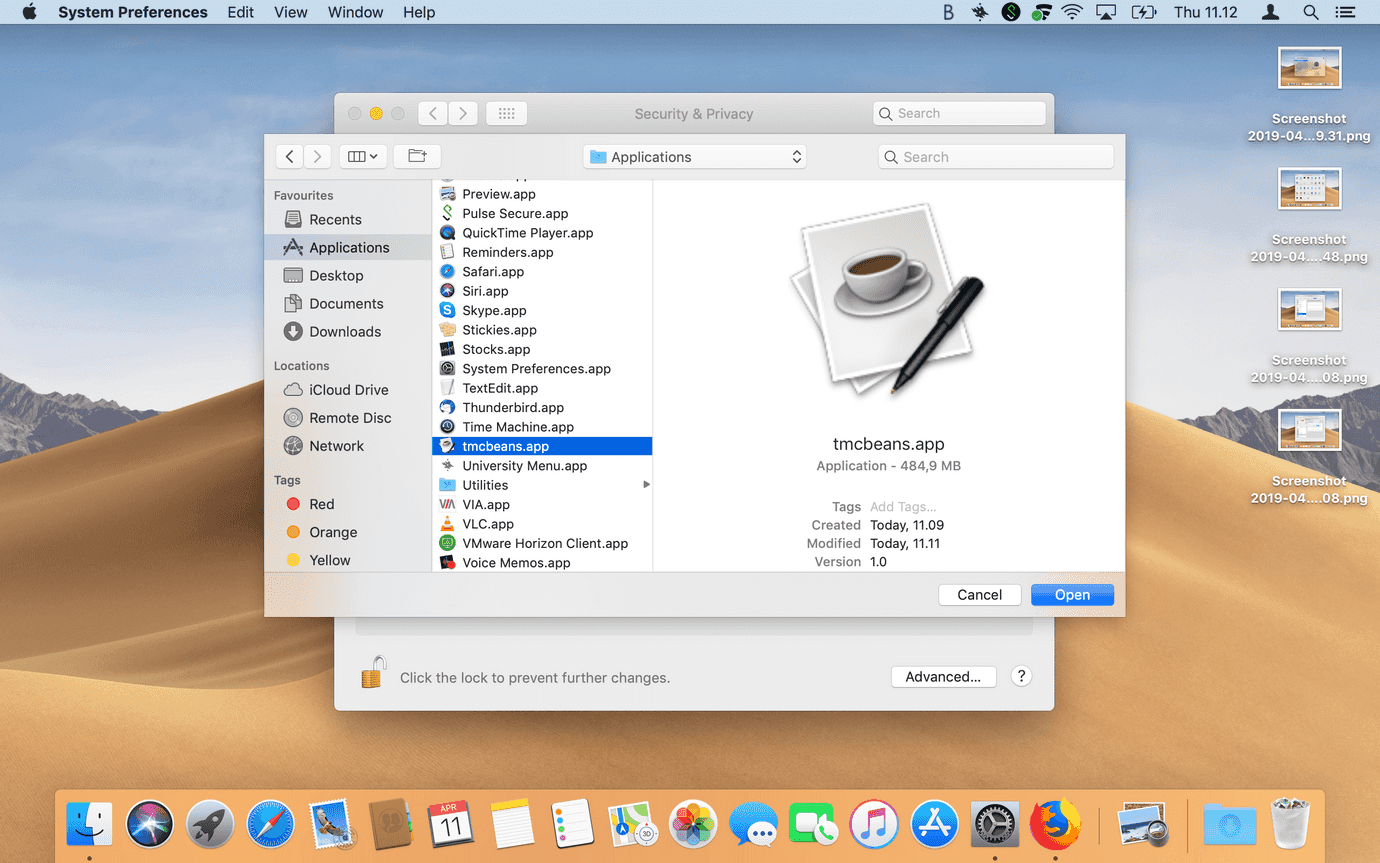 System Preferences Edit View Window Help
Thu 11.12
Security & Privacy
Search
Applications
Search
Favourites
Recents
Applications
Desktop
Documents
Downloads
Locations
iCloud Drive
Remote Disc
Network
Tags
Red
Orange
Yellow
Preview.app
Pulse Secure.app
QuickTime Player.app
Reminders.app
Safari.app
Siri.app
Skype.app
Stickies.app
Stocks.app
System Preferences.app
TextEdit.app
Thunderbird.app
Time Machine.app
tmcbeans.app
University Menu.app
Utilities
VIA.app
VLC.app
VMware Horizon Client.app
Voice Memos.app
tmcbeans.app
Application - 484,9 MB
Tags Add Tags...
Created Today, 11.09
Modified Today, 11.11
Version 1.0
Cancel
Open
Click the lock to prevent further changes.
Advanced...
?
Screenshot
2019-04...9.31.png
Screenshot
2019-04....48.png
Screenshot
2019-04....08.png
Screenshot
2019-04....08.png
APR
11
3D